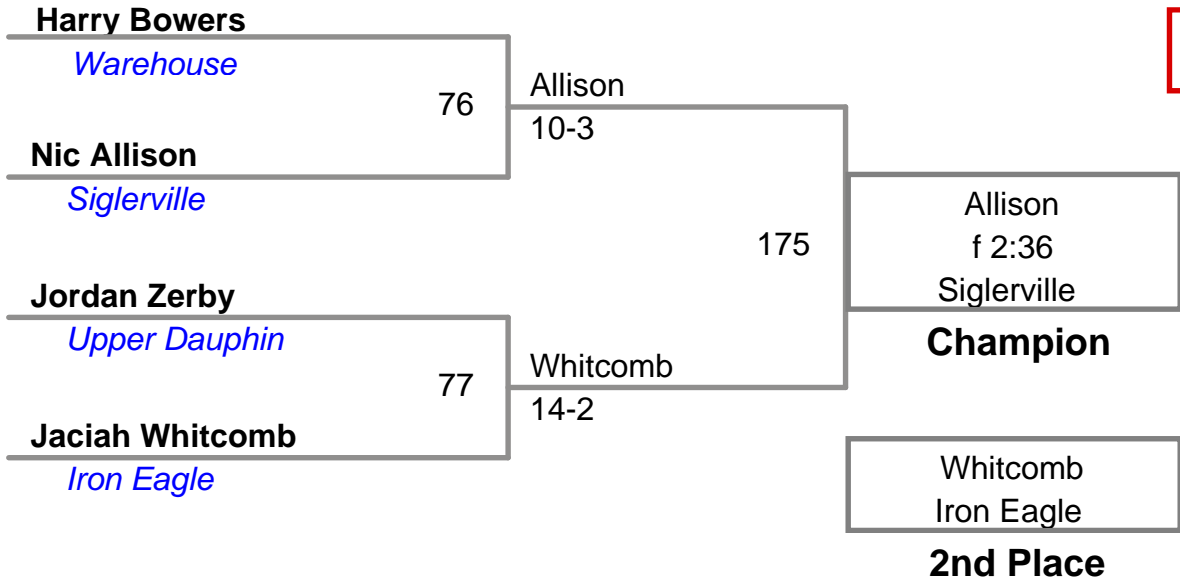 Harry Bowers
Warehouse
76
Allison
10-3
Nic Allison
Siglerville
175
Allison
f 2:36
Siglerville
Champion
Jordan Zerby
Upper Dauphin
77
Whitcomb
14-2
Jaciah Whitcomb
Iron Eagle
Whitcomb
Iron Eagle
2nd Place